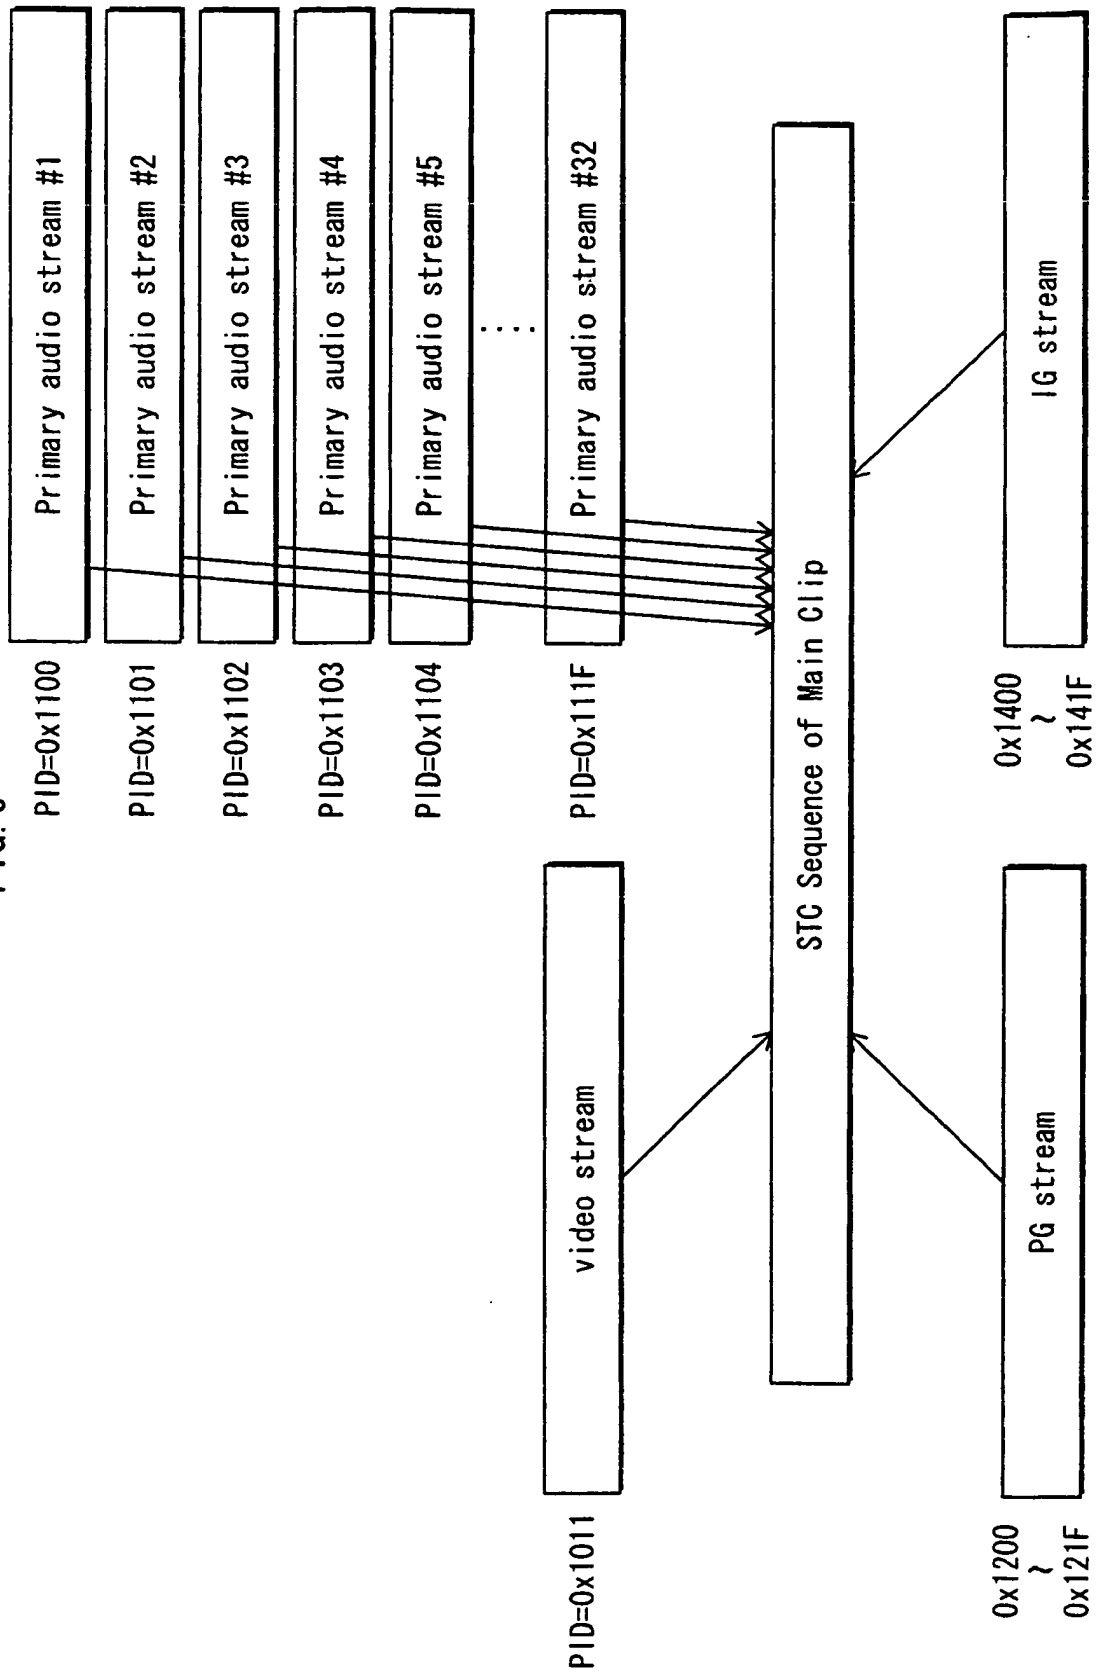 PID=0x1100
Primary audio stream #1
PID=0x1101
Primary audio stream #2
PID=0x1102
Primary audio stream #3
PID=0x1103
Primary audio stream #4
PID=0x1104
Primary audio stream #5
....
PID=0x1011
video stream
PID=0x111F
Primary audio stream #32
STC Sequence of Main Clip
0x1200
~
0x121F
PG stream
0x1400
~
0x141F
IG stream